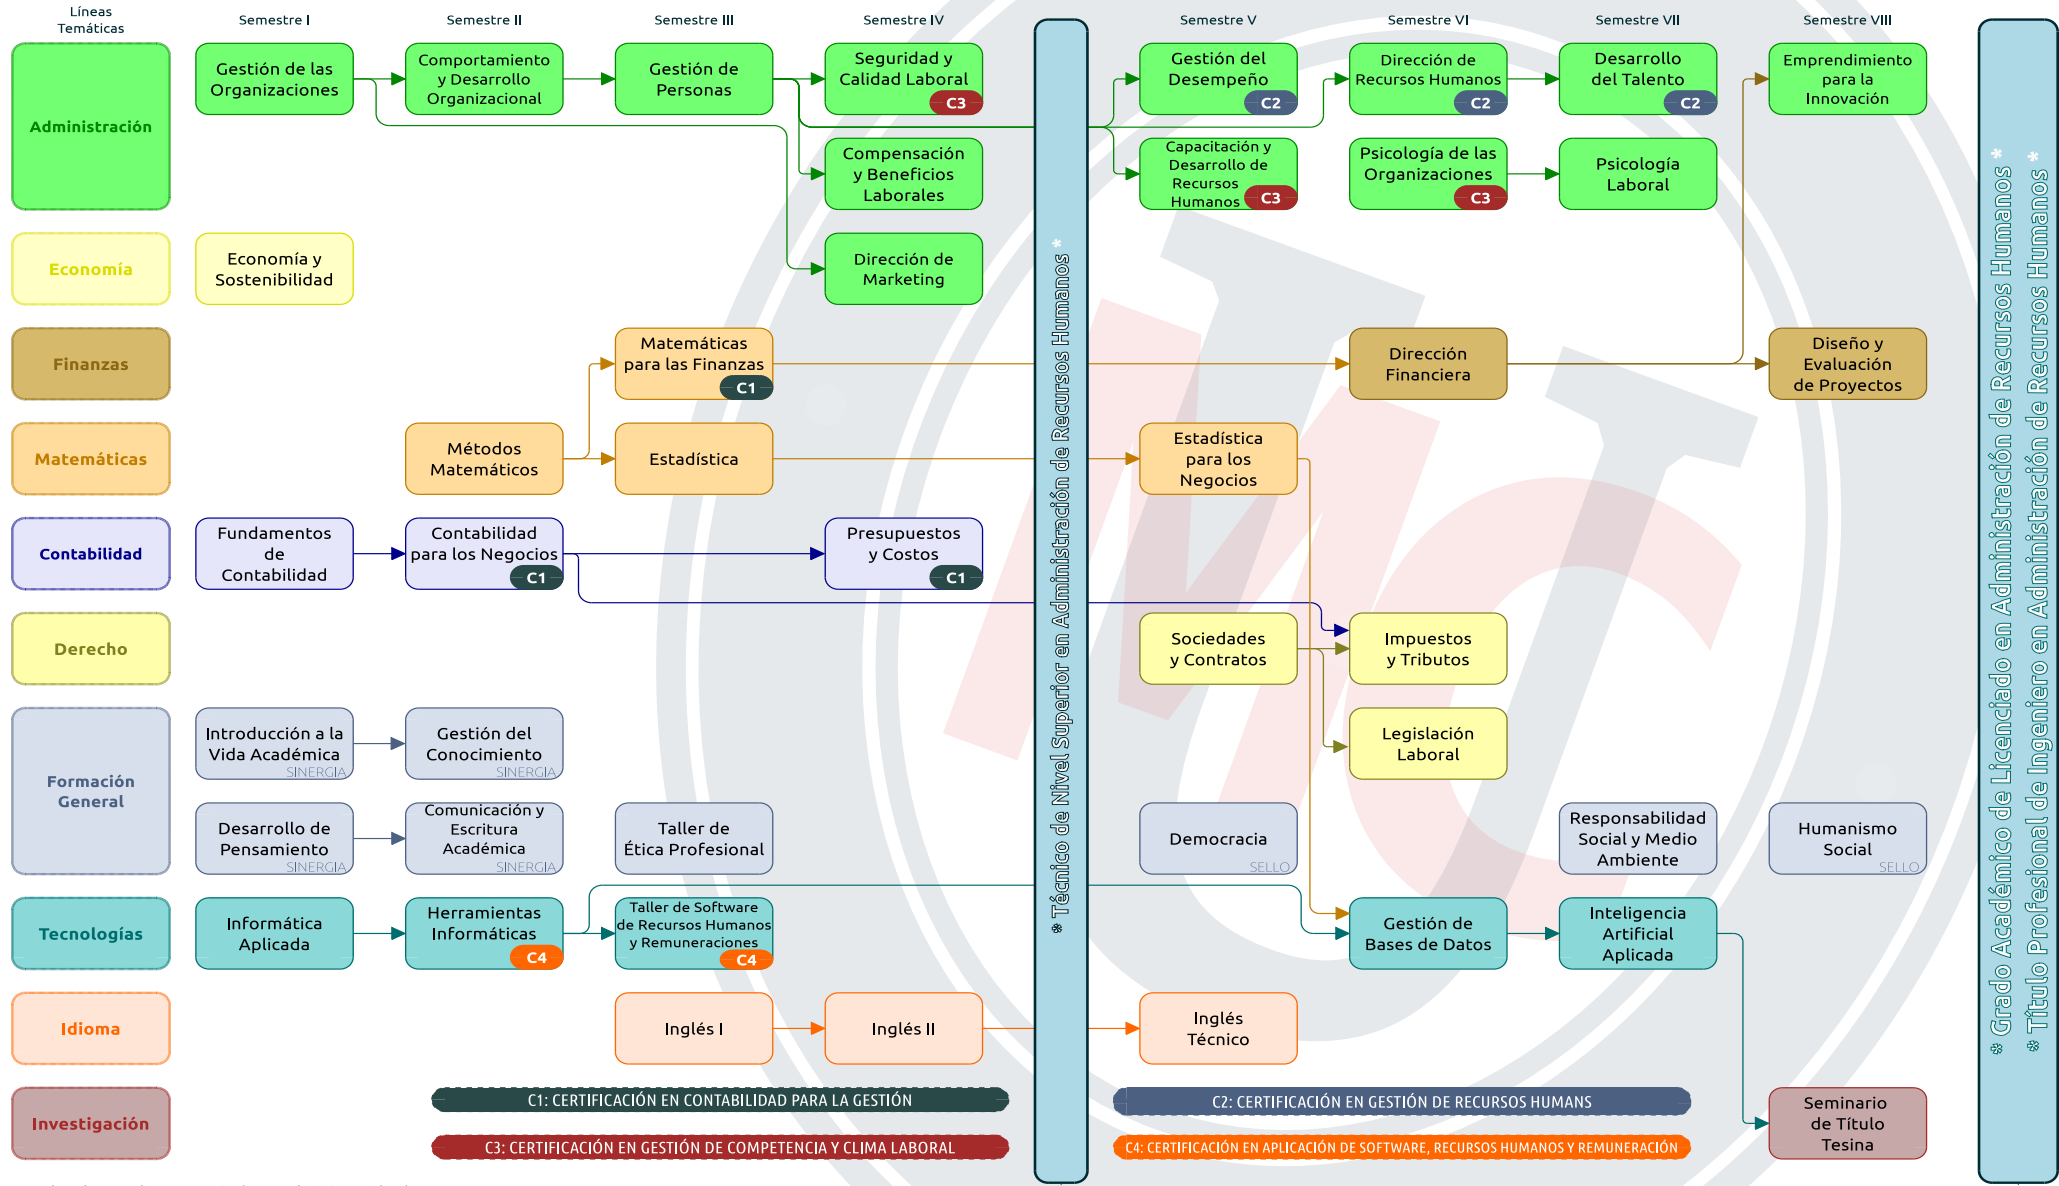 Líneas
Temáticas
Semestre I
Semestre II
Semestre III
Semestre IV
Semestre V
Semestre VI
Semestre VII
Semestre VIII
Administración
Gestión de las
Organizaciones
Comportamiento
y Desarrollo
Organizacional
Gestión de
Personas
Seguridad y
Calidad Laboral
C3
Gestión del
Desempeño
C2
Dirección de
Recursos Humanos
C2
Desarrollo
del Talento
C2
Emprendimiento
para la
Innovación
Compensación
y Beneficios
Laborales
Capacitación y
Desarrollo de
Recursos
Humanos
C3
Psicología de las
Organizaciones
C3
Psicología
Laboral
Economía
Economía y
Sostenibilidad
Dirección de
Marketing
Finanzas
Matemáticas
para las Finanzas
C1
Dirección
Financiera
Diseño y
Evaluación
de Proyectos
Matemáticas
Métodos
Matemáticos
Estadística
Estadística
para los
Negocios
Contabilidad
Fundamentos
de
Contabilidad
Contabilidad
para los Negocios
C1
Presupuestos
y Costos
C1
Derecho
Sociedades
y Contratos
Impuestos
y Tributos
Legislación
Laboral
Formación
General
Introducción a la
Vida Académica
SINERGIA
Gestión del
Conocimiento
SINERGIA
Desarrollo de
Pensamiento
SINERGIA
Comunicación y
Escritura
Académica
SINERGIA
Taller de
Ética Profesional
Democracia
SELLO
Responsabilidad
Social y Medio
Ambiente
Humanismo
Social
SELLO
Tecnologías
Informática
Aplicada
Herramientas
Informáticas
C4
Taller de Software
de Recursos Humanos
y Remuneraciones
C4
Gestión de
Bases de Datos
Inteligencia
Artificial
Aplicada
Idioma
Inglés I
Inglés II
Inglés
Técnico
Investigación
Seminario
de Título
Tesina
* Técnico de Nivel Superior en Administración de Recursos Humanos *
* Grado Académico de Licenciado en Administración de Recursos Humanos *
* Título Profesional de Ingeniero en Administración de Recursos Humanos *
C1: CERTIFICACIÓN EN CONTABILIDAD PARA LA GESTIÓN
C2: CERTIFICACIÓN EN GESTIÓN DE RECURSOS HUMANS
C3: CERTIFICACIÓN EN GESTIÓN DE COMPETENCIA Y CLIMA LABORAL
C4: CERTIFICACIÓN EN APLICACIÓN DE SOFTWARE, RECURSOS HUMANOS Y REMUNERACIÓN